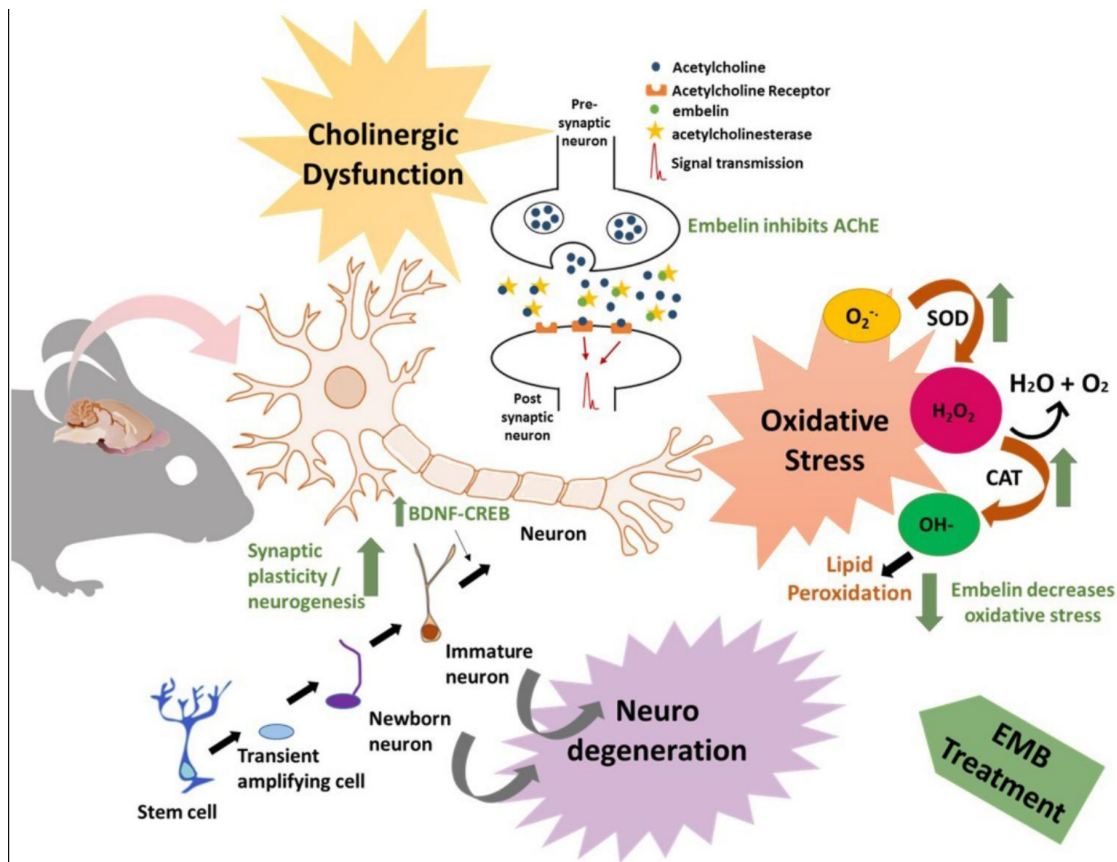 Cholinergic
Dysfunction
Pre-
synaptic
neuron
Acetylcholine
Acetylcholine Receptor
embelin
acetylcholinesterase
Signal transmission
Embelin inhibits AChE
Post
synaptic
neuron
O₂⁻·
SOD
H₂O₂
H₂O + O₂
CAT
OH-
Oxidative
Stress
Lipid
Peroxidation
Embelin decreases
oxidative stress
Neuron
BDNF-CREB
Synaptic
plasticity /
neurogenesis
Immature
neuron
Newborn
neuron
Transient
amplifying cell
Stem cell
Neuro
degeneration
EMB
Treatment